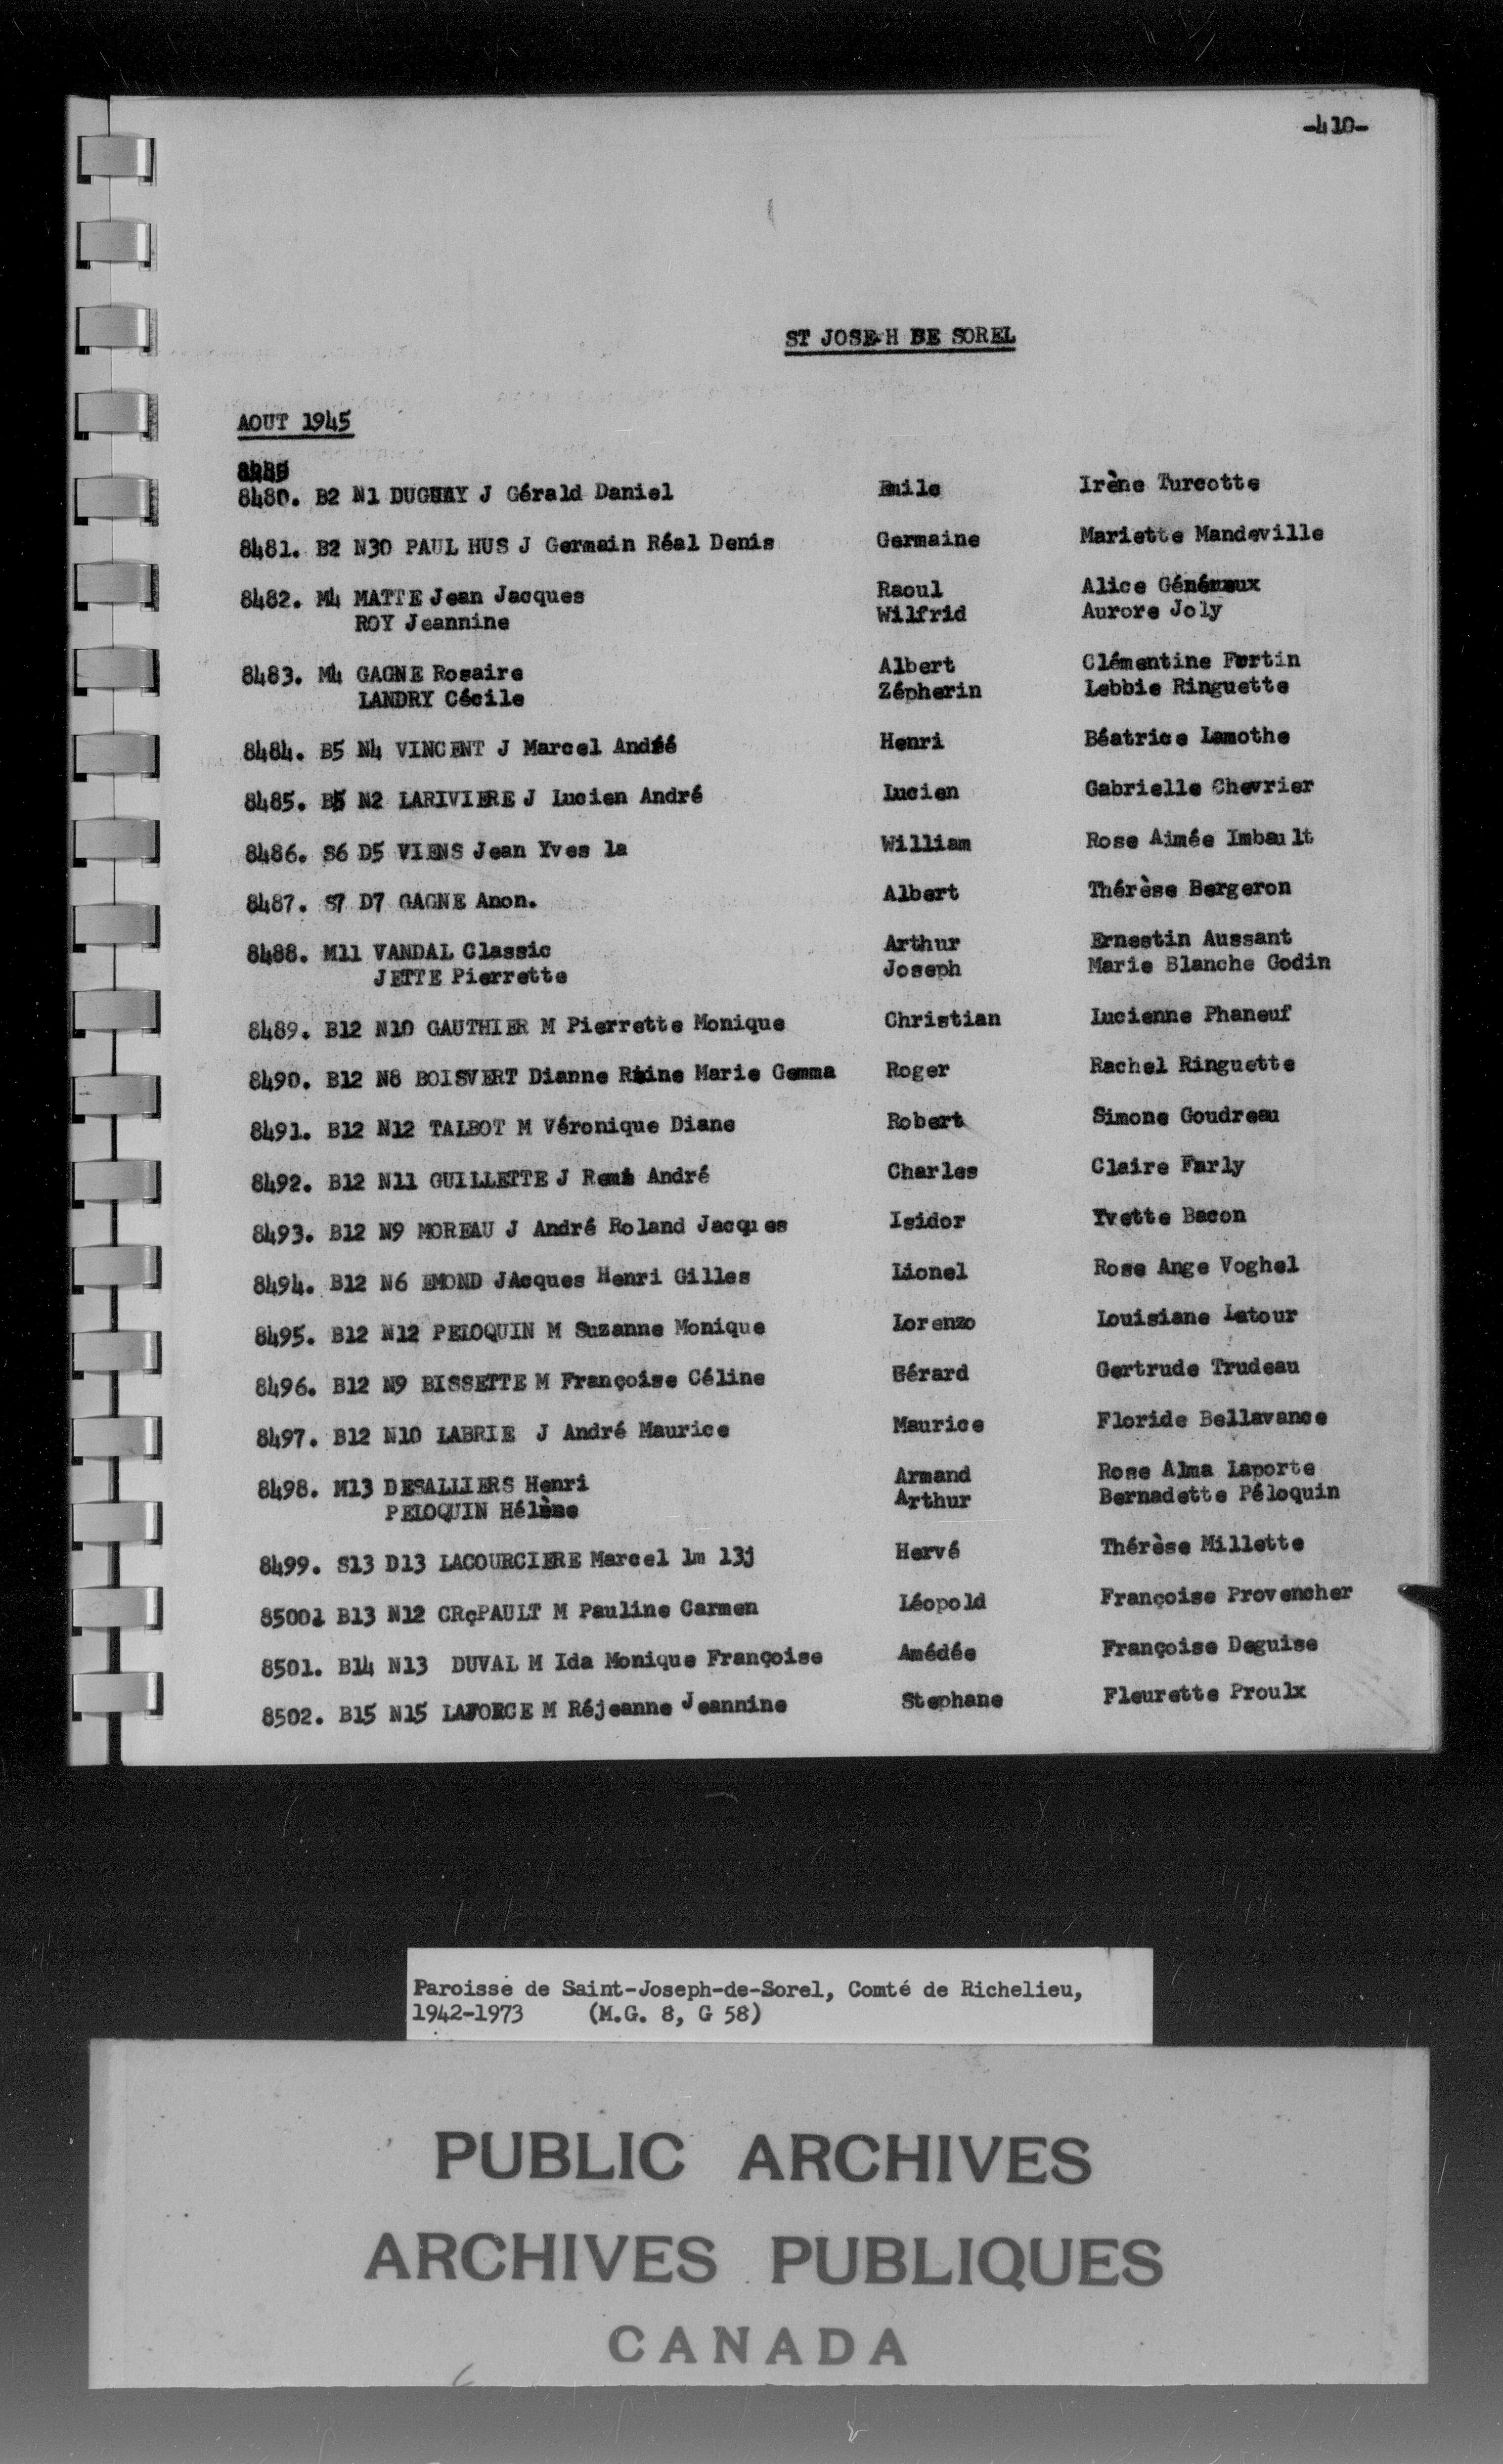 -410-
ST JOSE-H DE SOREL
AOUT 1945
8480. B2 N1 DUGUAY J Gérald Daniel Emile Irène Turcotte
8481. B2 N30 PAUL HUS J Germain Réal Denis Germaine Mariette Mandeville
8482. M4 MATTE Jean Jacques Raoul Alice Généreux
ROY Jeannine Wilfrid Aurore Joly
8483. M4 GAGNE Rosaire Albert Clémentine Fortin
LANDRY Cécile Zépherin Lebbie Ringuette
8484. B5 N4 VINCENT J Marcel André Henri Béatrice Lamothe
8485. B5 N2 LARIVIERE J Lucien André Lucien Gabrielle Chevrier
8486. S6 D5 VIENS Jean Yves la William Rose Aimée Imbault
8487. S7 D7 GAGNE Anon. Albert Thérèse Bergeron
8488. M11 VANDAL Classic Arthur Ernestin Aussant
JETTE Pierrette Joseph Marie Blanche Godin
8489. B12 N10 GAUTHIER M Pierrette Monique Christian Lucienne Phaneuf
8490. B12 N8 BOISVERT Dianne Reine Marie Gemma Roger Rachel Ringuette
8491. B12 N12 TALBOT M Véronique Diane Robert Simone Goudreau
8492. B12 N11 GUILLETTE J Remi André Charles Claire Farly
8493. B12 N9 MOREAU J André Roland Jacques Isidor Yvette Bacon
8494. B12 N6 EMOND JAcques Henri Gilles Lionel Rose Ange Voghel
8495. B12 N12 PELOQUIN M Suzanne Monique Lorenzo Louisiane Latour
8496. B12 N9 BISSETTE M Françoise Céline Gérard Gertrude Trudeau
8497. B12 N10 LABRIE J André Maurice Maurice Floride Bellavance
8498. M13 DESALLIERS Henri Armand Rose Alma Laporte
PELOQUIN Hélène Arthur Bernadette Péloquin
8499. S13 D13 LACOURCIERE Marcel 1m 13j Hervé Thérèse Millette
8500. B13 N12 CRçPAULT M Pauline Carmen Léopold Françoise Provencher
8501. B14 N13 DUVAL M Ida Monique Françoise Amédée Françoise Deguise
8502. B15 N15 LAFORCE M Réjeanne Jeannine Stephane Fleurette Proulx
Paroisse de Saint-Joseph-de-Sorel, Comté de Richelieu,
1942-1973 (M.G. 8, G 58)
PUBLIC ARCHIVES
ARCHIVES PUBLIQUES
CANADA